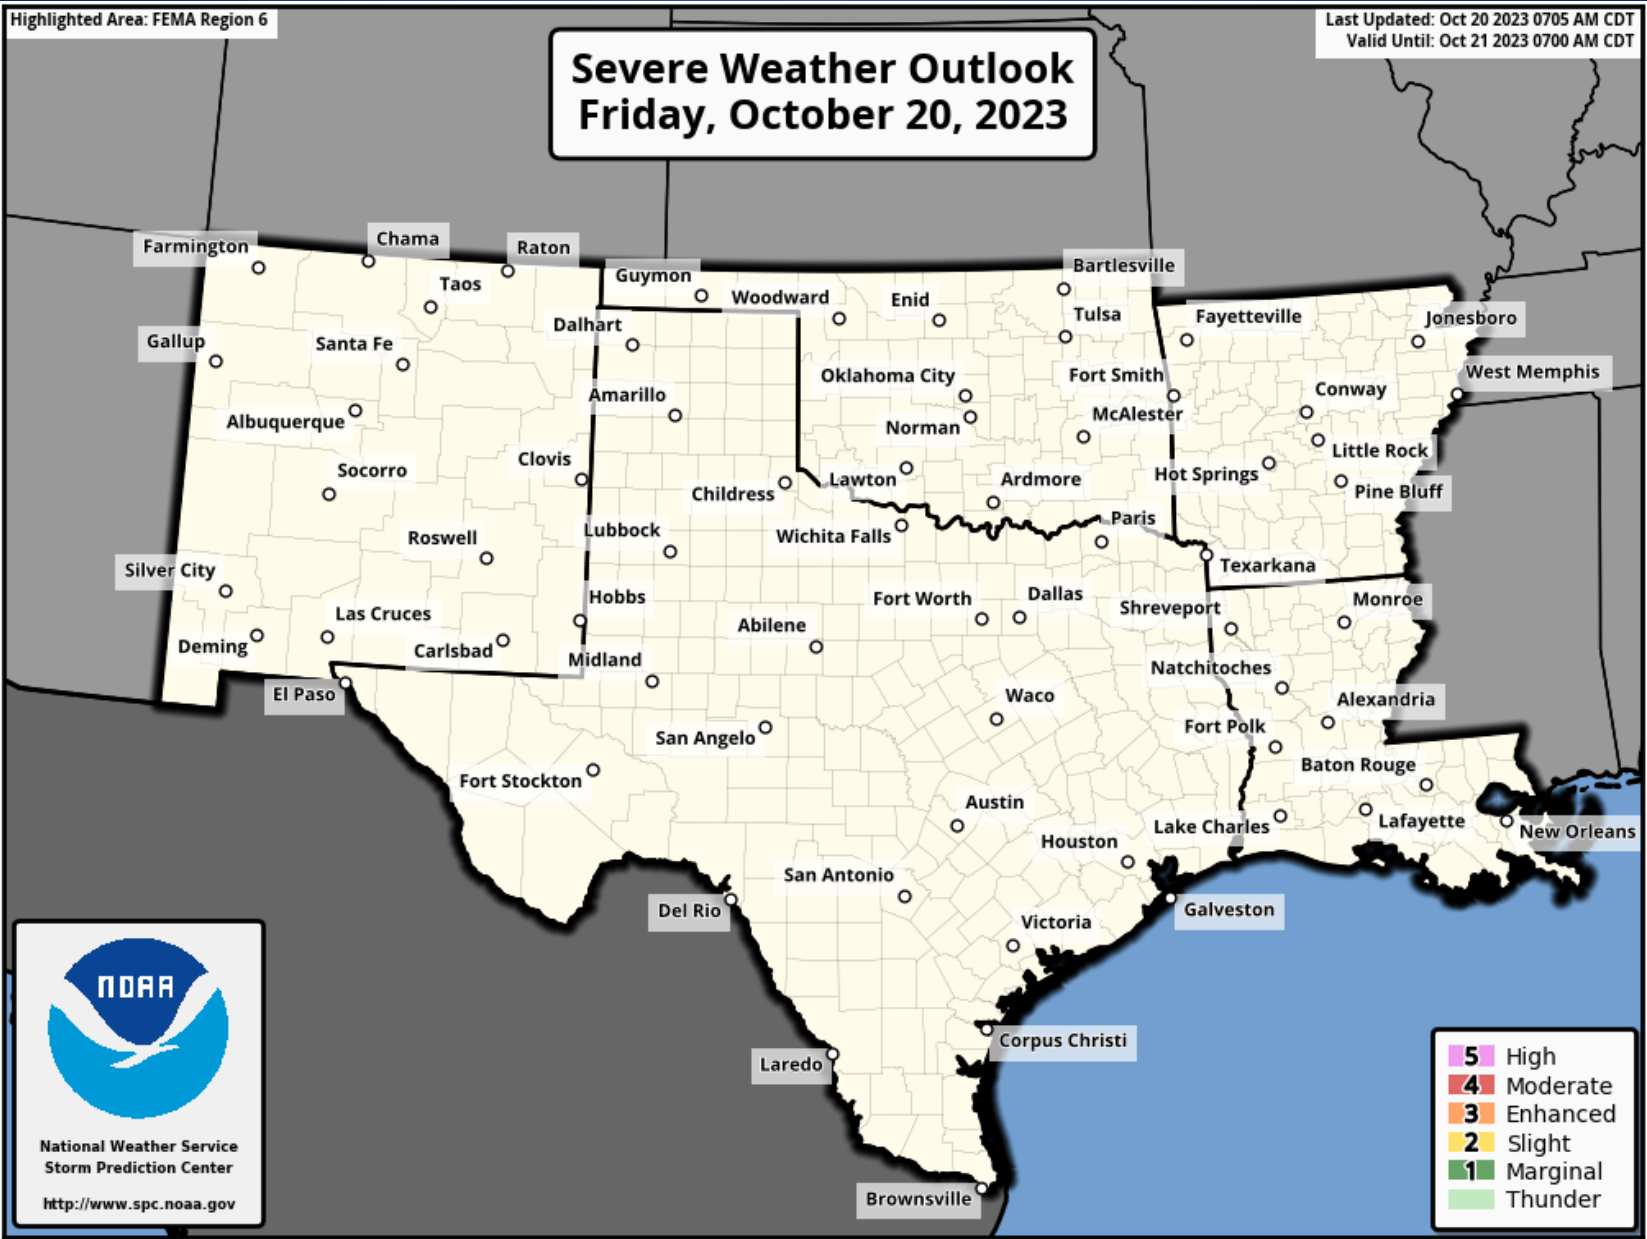 Highlighted Area: FEMA Region 6
Last Updated: Oct 20 2023 0705 AM CDT
Valid Until: Oct 21 2023 0700 AM CDT
Severe Weather Outlook
Friday, October 20, 2023
Farmington
Chama
Raton
Taos
Guymon
Woodward
Enid
Bartlesville
Tulsa
Fayetteville
Jonesboro
Gallup
Santa Fe
Dalhart
Oklahoma City
Fort Smith
West Memphis
Albuquerque
Amarillo
Norman
McAlester
Conway
Little Rock
Socorro
Clovis
Childress
Lawton
Ardmore
Hot Springs
Pine Bluff
Roswell
Lubbock
Wichita Falls
Paris
Texarkana
Silver City
Las Cruces
Hobbs
Abilene
Fort Worth
Dallas
Shreveport
Monroe
Deming
Carlsbad
Midland
Natchitoches
El Paso
San Angelo
Waco
Alexandria
Fort Polk
Fort Stockton
Baton Rouge
Austin
Houston
Lake Charles
Lafayette
New Orleans
San Antonio
Del Rio
Victoria
Galveston
Corpus Christi
Laredo
Brownsville
NOAA
National Weather Service
Storm Prediction Center
http://www.spc.noaa.gov
5 High
4 Moderate
3 Enhanced
2 Slight
1 Marginal
Thunder